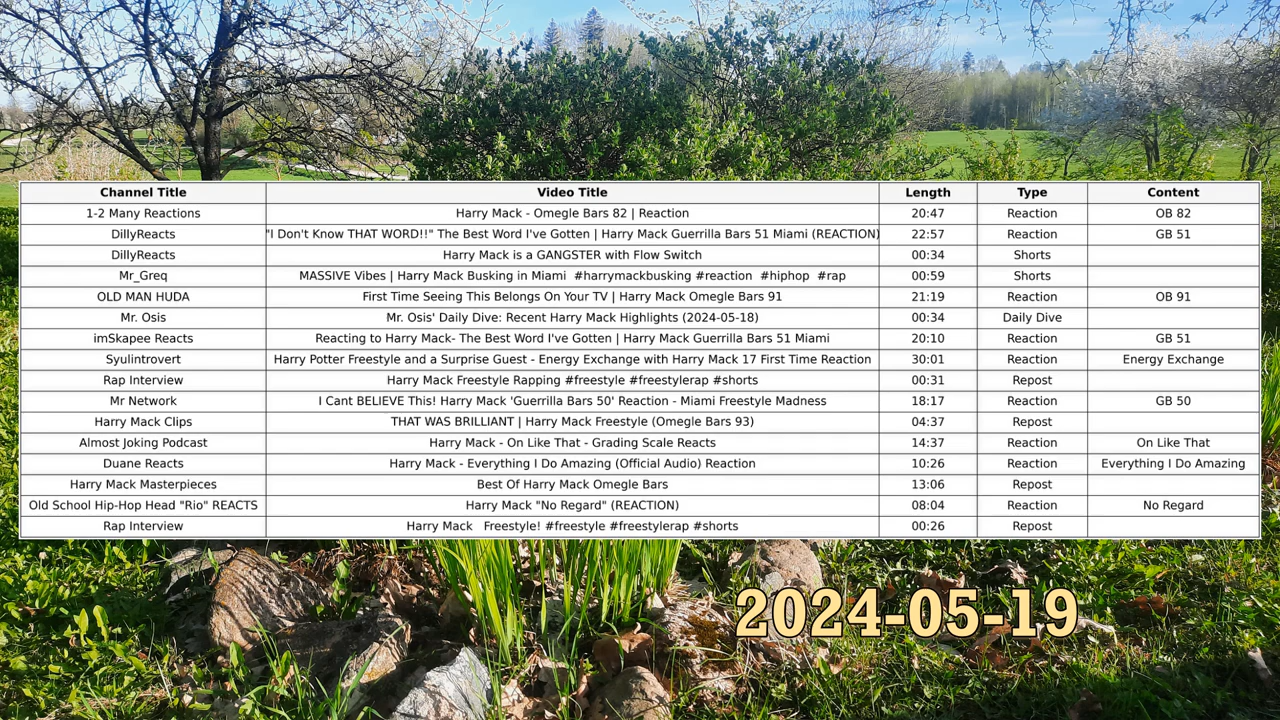 Channel Title Video Title Length Type Content
1-2 Many Reactions Harry Mack - Omegle Bars 82 | Reaction 20:47 Reaction OB 82
DillyReacts "I Don't Know THAT WORD!!" The Best Word I've Gotten | Harry Mack Guerrilla Bars 51 Miami (REACTION) 22:57 Reaction GB 51
DillyReacts Harry Mack is a GANGSTER with Flow Switch 00:34 Shorts
Mr_Greq MASSIVE Vibes | Harry Mack Busking in Miami #harrymackbusking #reaction #hiphop #rap 00:59 Shorts
OLD MAN HUDA First Time Seeing This Belongs On Your TV | Harry Mack Omegle Bars 91 21:19 Reaction OB 91
Mr. Osis Mr. Osis' Daily Dive: Recent Harry Mack Highlights (2024-05-18) 00:34 Daily Dive
imSkapee Reacts Reacting to Harry Mack- The Best Word I've Gotten | Harry Mack Guerrilla Bars 51 Miami 20:10 Reaction GB 51
Syulintrovert Harry Potter Freestyle and a Surprise Guest - Energy Exchange with Harry Mack 17 First Time Reaction 30:01 Reaction Energy Exchange
Rap Interview Harry Mack Freestyle Rapping #freestyle #freestylerap #shorts 00:31 Repost
Mr Network I Cant BELIEVE This! Harry Mack 'Guerrilla Bars 50' Reaction - Miami Freestyle Madness 18:17 Reaction GB 50
Harry Mack Clips THAT WAS BRILLIANT | Harry Mack Freestyle (Omegle Bars 93) 04:37 Repost
Almost Joking Podcast Harry Mack - On Like That - Grading Scale Reacts 14:37 Reaction On Like That
Duane Reacts Harry Mack - Everything I Do Amazing (Official Audio) Reaction 10:26 Reaction Everything I Do Amazing
Harry Mack Masterpieces Best Of Harry Mack Omegle Bars 13:06 Repost
Old School Hip-Hop Head "Rio" REACTS Harry Mack "No Regard" (REACTION) 08:04 Reaction No Regard
Rap Interview Harry Mack Freestyle! #freestyle #freestylerap #shorts 00:26 Repost
2024-05-19